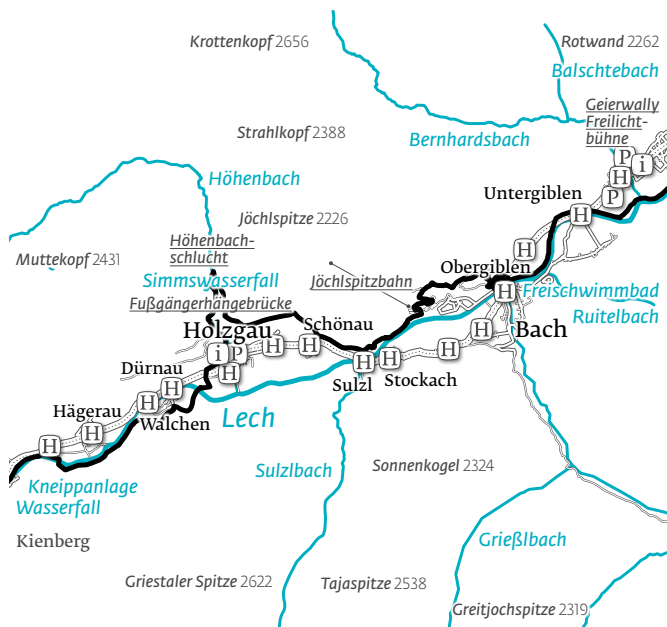 Krottenkopf 2656
Rotwand 2262
Balschtebach
Geierwally
Freilicht-
bühne
Strahlkopf 2388
Bernhardsbach
P
i
H
P
Höhenbach
Untergiblen
H
Jöchlspitze 2226
Höhenbach-
schlucht
Muttekopf 2431
H
Obergiblen
Simmswasserfall
Jöchlspitzbahn
H
Freischwimmbad
Fußgängerhängebrücke
Ruitelbach
Holzgau
Schönau
Bach
H
i
P
H
H
H
Dürnau
H
H
Sulzl
Stockach
H
H
H
Hägerau
Walchen
Lech
H
H
Kneippanlage
Wasserfall
Sulzlbach
Sonnenkogel 2324
Kienberg
Grießlbach
Griestaler Spitze 2622
Tajaspitze 2538
Greitjochspitze 2319